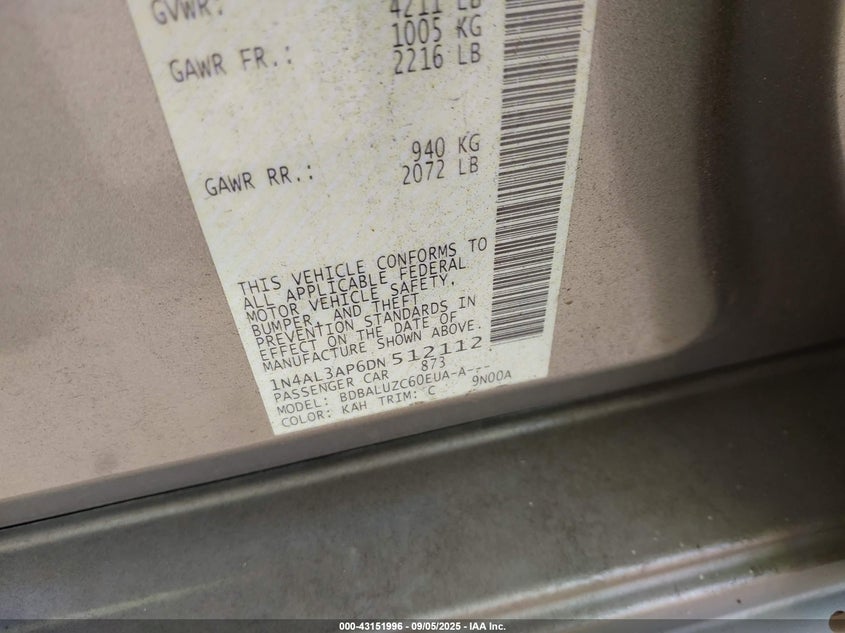 GVWR: 4211 LB
1005 KG
GAWR FR.: 2216 LB
940 KG
GAWR RR.: 2072 LB
THIS VEHICLE CONFORMS TO
ALL APPLICABLE FEDERAL
MOTOR VEHICLE SAFETY,
BUMPER, AND THEFT
PREVENTION STANDARDS IN
EFFECT ON THE DATE OF
MANUFACTURE SHOWN ABOVE.
1N4AL3AP6DN512112
PASSENGER CAR 873
MODEL: BDBALUZC60EUA-A---
COLOR: KAH TRIM: C 9N00A
000-43151996 - 09/05/2025 - IAA Inc.